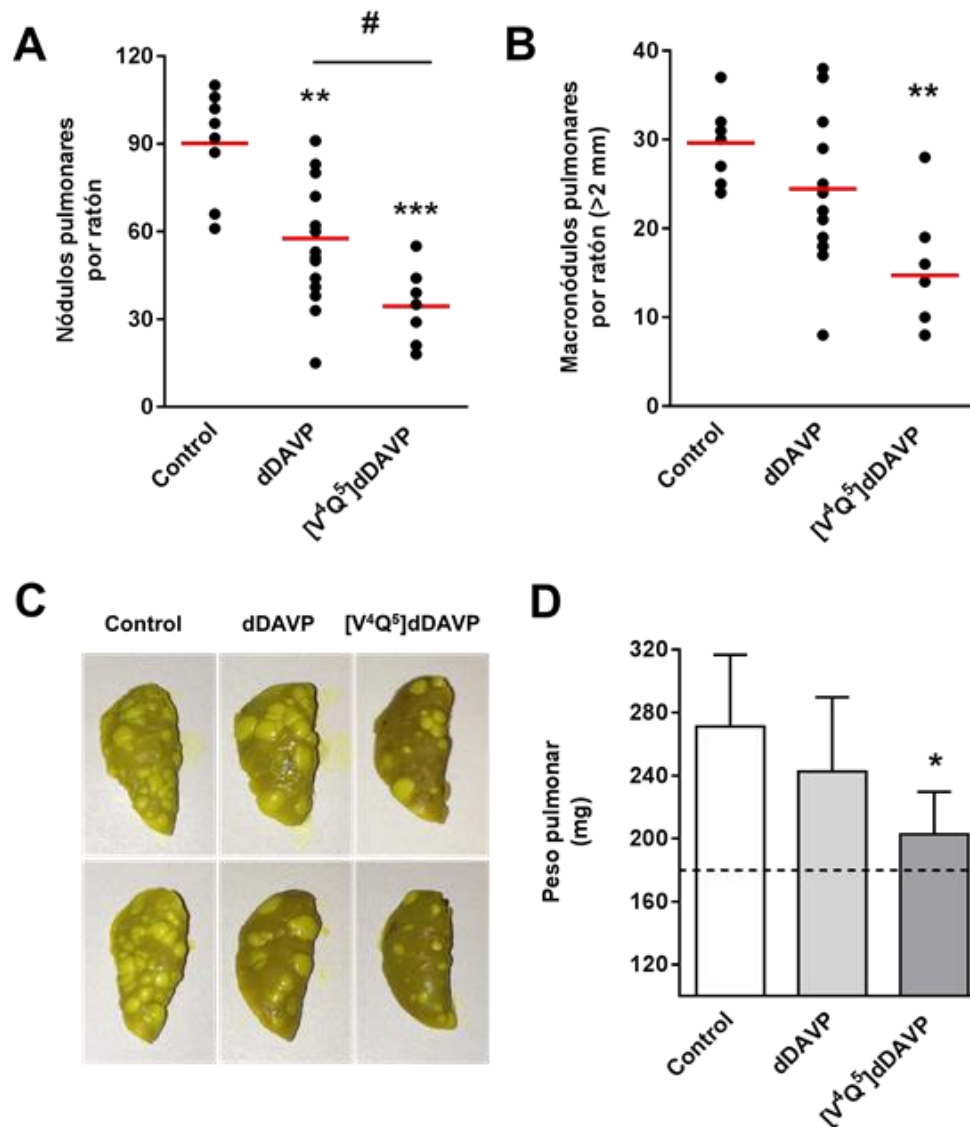 A
#
120
90
60
30
0
**
***
Nódulos pulmonares
por ratón
Control
dDAVP
[V⁴Q⁵]dDAVP
B
40
30
20
10
0
**
Macronódulos pulmonares
por ratón (>2 mm)
Control
dDAVP
[V⁴Q⁵]dDAVP
C
Control dDAVP [V⁴Q⁵]dDAVP
D
320
280
240
200
160
120
*
Peso pulmonar
(mg)
Control
dDAVP
[V⁴Q⁵]dDAVP